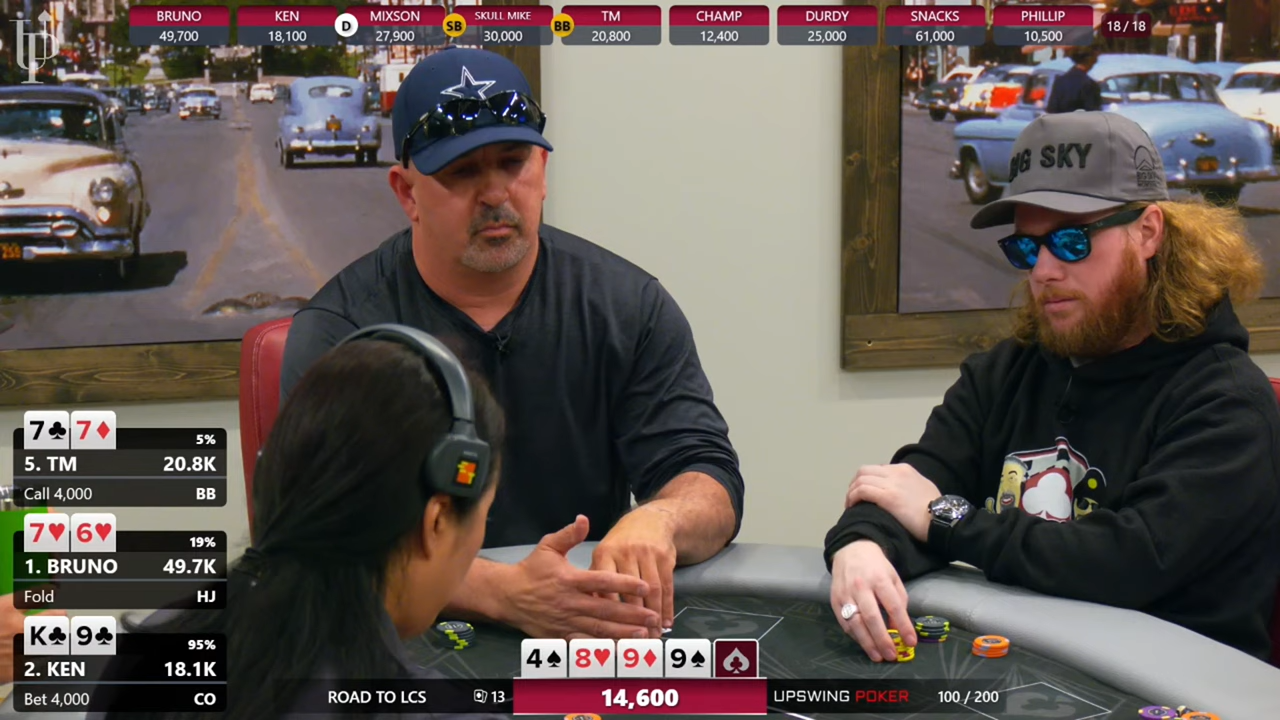 BRUNO
49,700
KEN
18,100
D
MIXSON
27,900
SB
SKULL MIKE
30,000
BB
TM
20,800
CHAMP
12,400
DURDY
25,000
SNACKS
61,000
PHILLIP
10,500
18 / 18
UP
BIG SKY
7♣ 7♦
5%
5. TM 20.8K
Call 4,000 BB
7♥ 6♥
19%
1. BRUNO 49.7K
Fold HJ
K♣ 9♣
95%
2. KEN 18.1K
Bet 4,000 CO
4♠ 8♥ 9♦ 9♠
ROAD TO LCS
13
14,600
UPSWING POKER
100 / 200